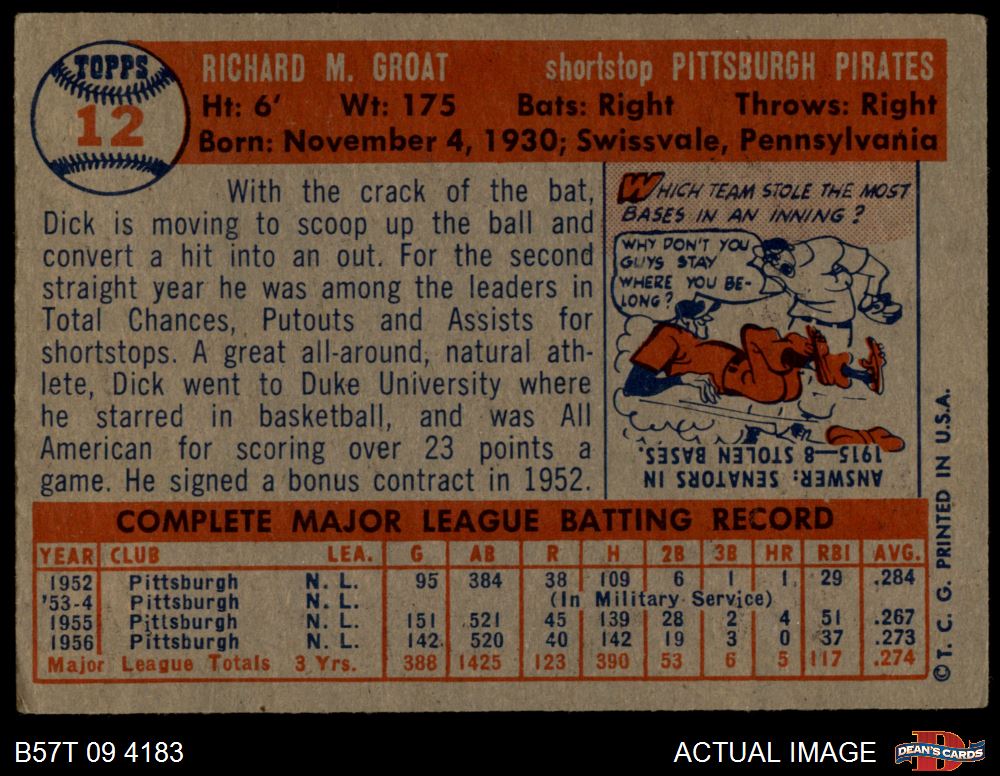 TOPPS
12
RICHARD M. GROAT shortstop PITTSBURGH PIRATES
Ht: 6' Wt: 175 Bats: Right Throws: Right
Born: November 4, 1930; Swissvale, Pennsylvania
With the crack of the bat,
Dick is moving to scoop up the ball and
convert a hit into an out. For the second
straight year he was among the leaders in
Total Chances, Putouts and Assists for
shortstops. A great all-around, natural ath-
lete, Dick went to Duke University where
he starred in basketball, and was All
American for scoring over 23 points a
game. He signed a bonus contract in 1952.
WHICH TEAM STOLE THE MOST
BASES IN AN INNING?
WHY DON'T YOU
GUYS STAY
WHERE YOU BE-
LONG?
ANSWER: SENATORS IN
1915—8 STOLEN BASES.
COMPLETE MAJOR LEAGUE BATTING RECORD
YEAR CLUB LEA. G AB R H 2B 3B HR RBI AVG.
1952 Pittsburgh N. L. 95 384 38 109 6 1 1 29 .284
'53-4 Pittsburgh N. L. (In Military Service)
1955 Pittsburgh N. L. 151 521 45 139 28 2 4 51 .267
1956 Pittsburgh N. L. 142 520 40 142 19 3 0 37 .273
Major League Totals 3 Yrs. 388 1425 123 390 53 6 5 117 .274
© T. C. G. PRINTED IN U.S.A.
B57T 09 4183 ACTUAL IMAGE
DEAN'S CARDS